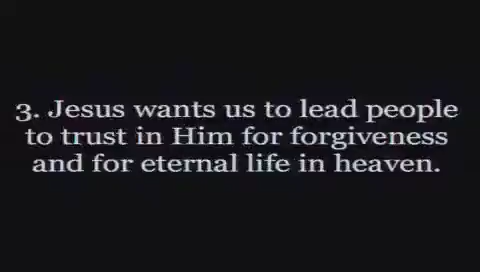 3. Jesus wants us to lead people
to trust in Him for forgiveness
and for eternal life in heaven.